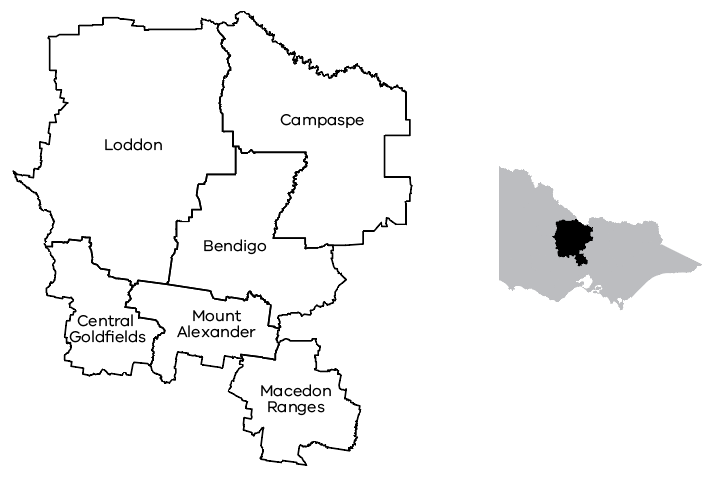 Campaspe
Loddon
Bendigo
Central
Goldfields
Mount
Alexander
Macedon
Ranges